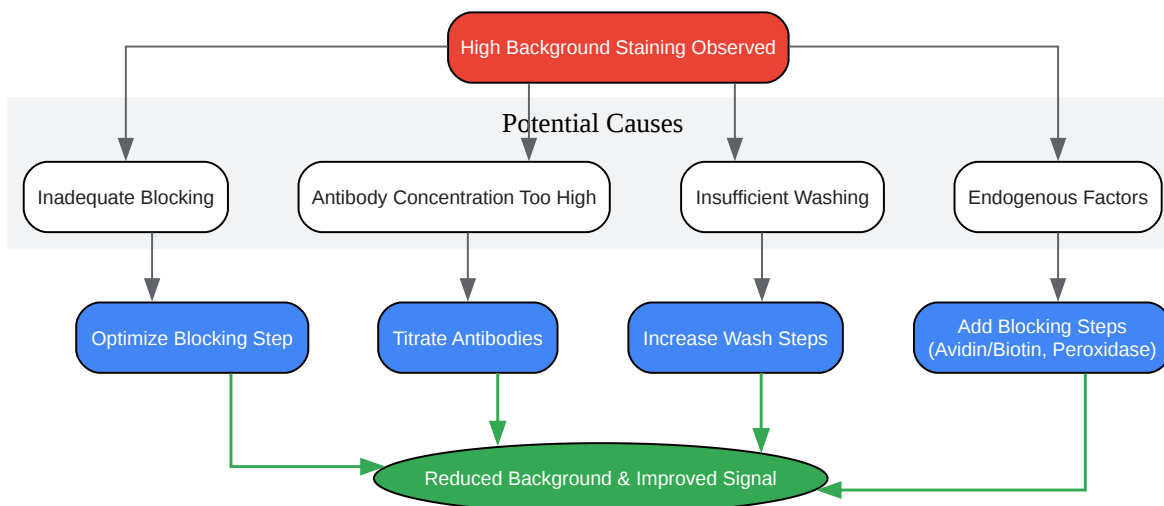 High Background Staining Observed
Potential Causes
Inadequate Blocking
Antibody Concentration Too High
Insufficient Washing
Endogenous Factors
Optimize Blocking Step
Titrate Antibodies
Increase Wash Steps
Add Blocking Steps
(Avidin/Biotin, Peroxidase)
Reduced Background & Improved Signal